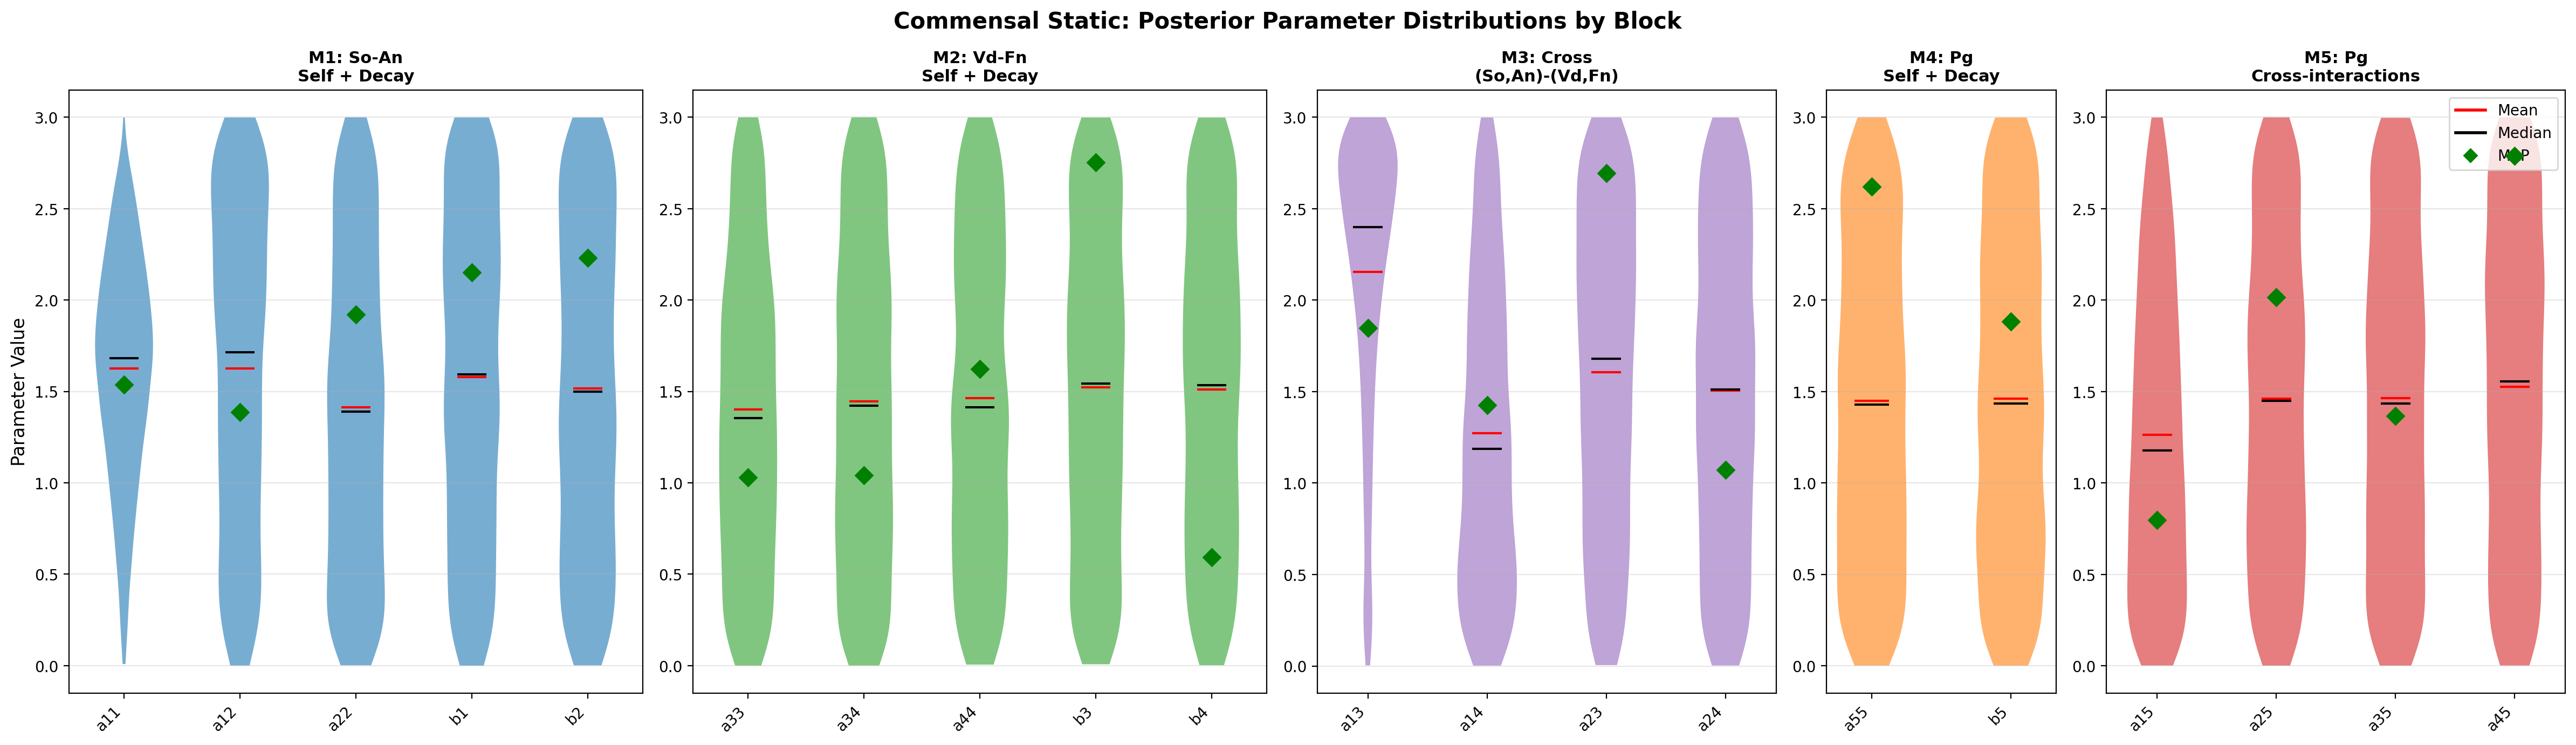 Commensal Static: Posterior Parameter Distributions by Block
M1: So-An
Self + Decay
M2: Vd-Fn
Self + Decay
M3: Cross
(So,An)-(Vd,Fn)
M4: Pg
Self + Decay
M5: Pg
Cross-interactions
Parameter Value
3.0
2.5
2.0
1.5
1.0
0.5
0.0
a11
a12
a22
b1
b2
3.0
2.5
2.0
1.5
1.0
0.5
0.0
a33
a34
a44
b3
b4
3.0
2.5
2.0
1.5
1.0
0.5
0.0
a13
a14
a23
a24
3.0
2.5
2.0
1.5
1.0
0.5
0.0
a55
b5
3.0
2.5
2.0
1.5
1.0
0.5
0.0
a15
a25
a35
a45
Mean
Median
MAP